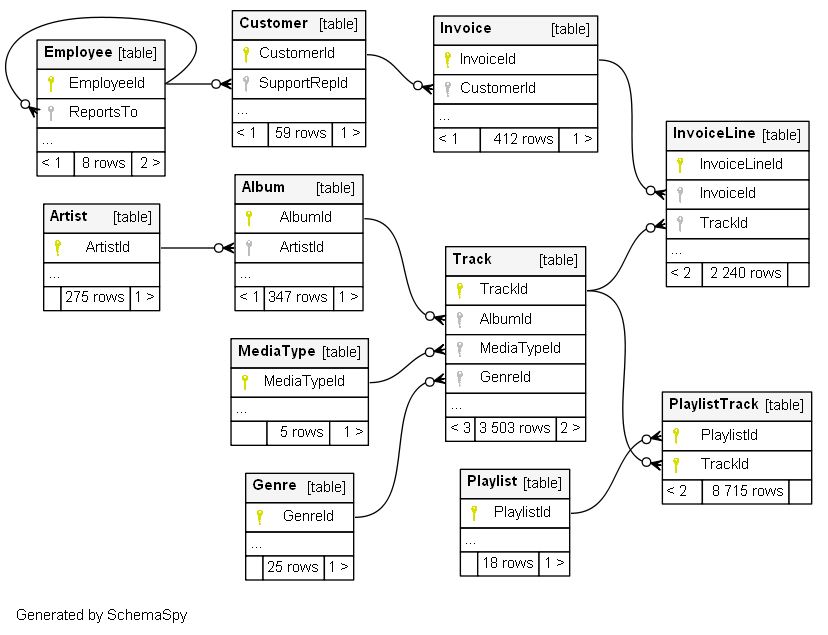 Employee [table]
EmployeeId
ReportsTo
...
< 1 8 rows 2 >
Customer [table]
CustomerId
SupportRepId
...
< 1 59 rows 1 >
Invoice [table]
InvoiceId
CustomerId
...
< 1 412 rows 1 >
InvoiceLine [table]
InvoiceLineId
InvoiceId
TrackId
...
< 2 2 240 rows
Artist [table]
ArtistId
...
275 rows 1 >
Album [table]
AlbumId
ArtistId
...
< 1 347 rows 1 >
Track [table]
TrackId
AlbumId
MediaTypeId
GenreId
...
< 3 3 503 rows 2 >
MediaType [table]
MediaTypeId
...
5 rows 1 >
PlaylistTrack [table]
PlaylistId
TrackId
< 2 8 715 rows
Genre [table]
GenreId
...
25 rows 1 >
Playlist [table]
PlaylistId
...
18 rows 1 >
Generated by SchemaSpy